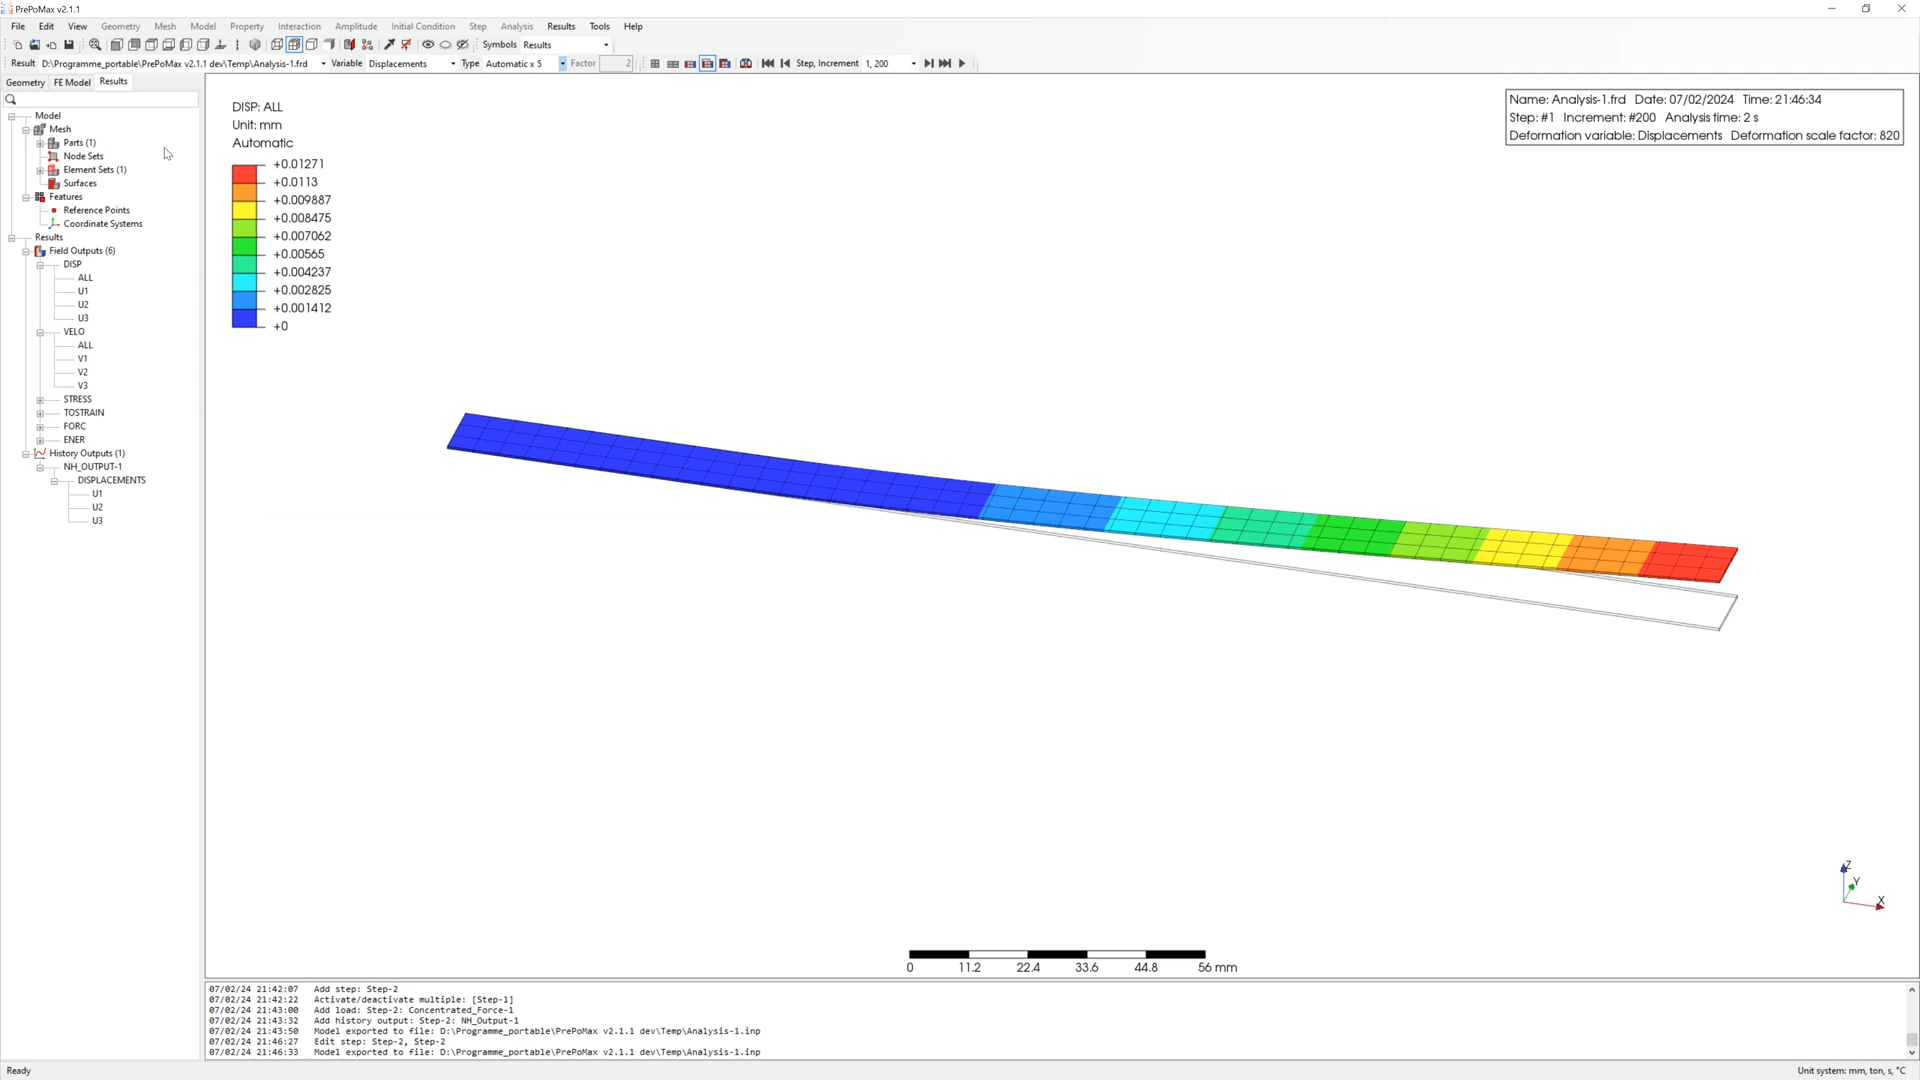 PrePoMax v2.1.1
File Edit View Geometry Mesh Model Property Interaction Amplitude Initial Condition Step Analysis Results Tools Help
Symbols Results
Result D:\Programme_portable\PrePoMax v2.1.1 dev\Temp\Analysis-1.frd Variable Displacements Type Automatic x 5 Factor 2 Step, Increment 1, 200
Geometry FE Model Results
Model
Mesh
Parts (1)
Node Sets
Element Sets (1)
Surfaces
Features
Reference Points
Coordinate Systems
Results
Field Outputs (6)
DISP
ALL
U1
U2
U3
VELO
ALL
V1
V2
V3
STRESS
TOSTRAIN
FORC
ENER
History Outputs (1)
NH_OUTPUT-1
DISPLACEMENTS
U1
U2
U3
DISP: ALL
Unit: mm
Automatic
+0.01271
+0.0113
+0.009887
+0.008475
+0.007062
+0.00565
+0.004237
+0.002825
+0.001412
+0
Name: Analysis-1.frd Date: 07/02/2024 Time: 21:46:34
Step: #1 Increment: #200 Analysis time: 2 s
Deformation variable: Displacements Deformation scale factor: 820
Z
Y
X
0 11.2 22.4 33.6 44.8 56 mm
07/02/24 21:42:07 Add step: Step-2
07/02/24 21:42:22 Activate/deactivate multiple: [Step-1]
07/02/24 21:43:00 Add load: Step-2: Concentrated_Force-1
07/02/24 21:43:32 Add history output: Step-2: NH_Output-1
07/02/24 21:43:50 Model exported to file: D:\Programme_portable\PrePoMax v2.1.1 dev\Temp\Analysis-1.inp
07/02/24 21:46:27 Edit step: Step-2, Step-2
07/02/24 21:46:33 Model exported to file: D:\Programme_portable\PrePoMax v2.1.1 dev\Temp\Analysis-1.inp
Ready
Unit system: mm, ton, s, °C